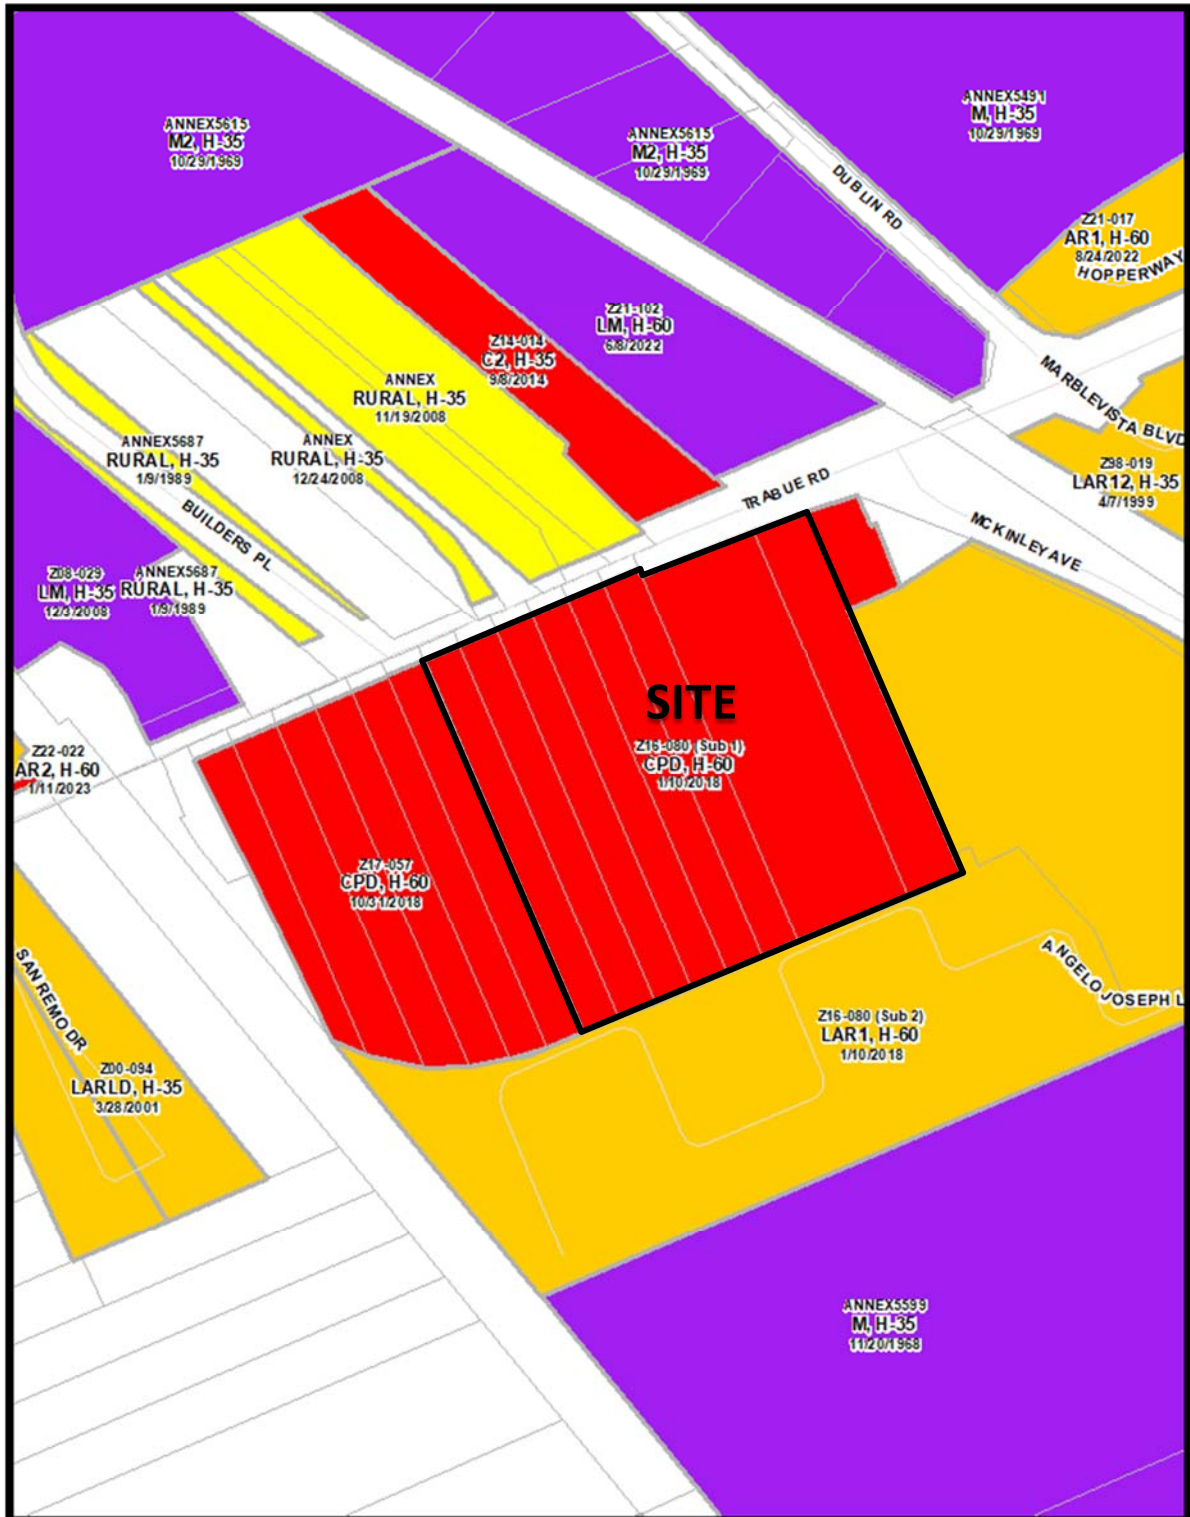 ANNEX5491
M, H-35
10/29/1969
ANNEX5615
M2, H-35
10/29/1969
ANNEX5615
M2, H-35
10/29/1969
DUBLIN RD
Z21-017
AR1, H-60
8/24/2022
HOPPERWAY
Z21-102
LM, H-60
6/8/2022
Z14-014
C2, H-35
9/8/2014
ANNEX
RURAL, H-35
11/19/2008
MARBLEVISTA BLVD
ANNEX5687
RURAL, H-35
1/9/1989
ANNEX
RURAL, H-35
12/24/2008
Z98-019
LAR12, H-35
4/7/1999
TRABUE RD
BUILDERS PL
MCKINLEY AVE
Z08-029
LM, H-35
12/3/2008
ANNEX5687
RURAL, H-35
1/9/1989
SITE
Z16-080 (Sub 1)
CPD, H-60
1/10/2018
Z22-022
AR2, H-60
1/11/2023
Z17-057
CPD, H-60
10/31/2018
SAN REMO DR
ANGELO JOSEPH L
Z16-080 (Sub 2)
LAR1, H-60
1/10/2018
Z00-094
LARLD, H-35
3/28/2001
ANNEX5599
M, H-35
11/20/1968